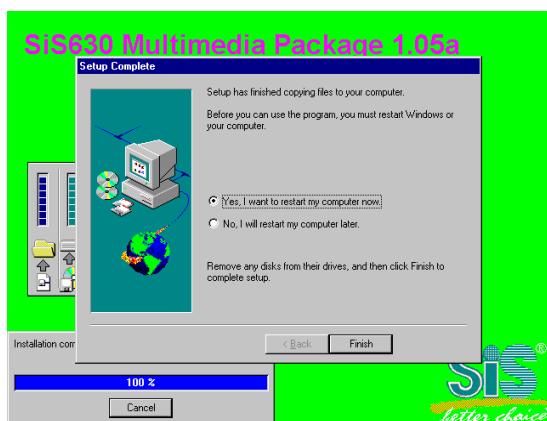 SiS630 Multimedia Package 1.05a
Setup Complete
Setup has finished copying files to your computer.
Before you can use the program, you must restart Windows or
your computer.
Yes, I want to restart my computer now.
No, I will restart my computer later.
Remove any disks from their drives, and then click Finish to
complete setup.
< Back
Finish
Installation com
100 %
Cancel
SiS®
better choice